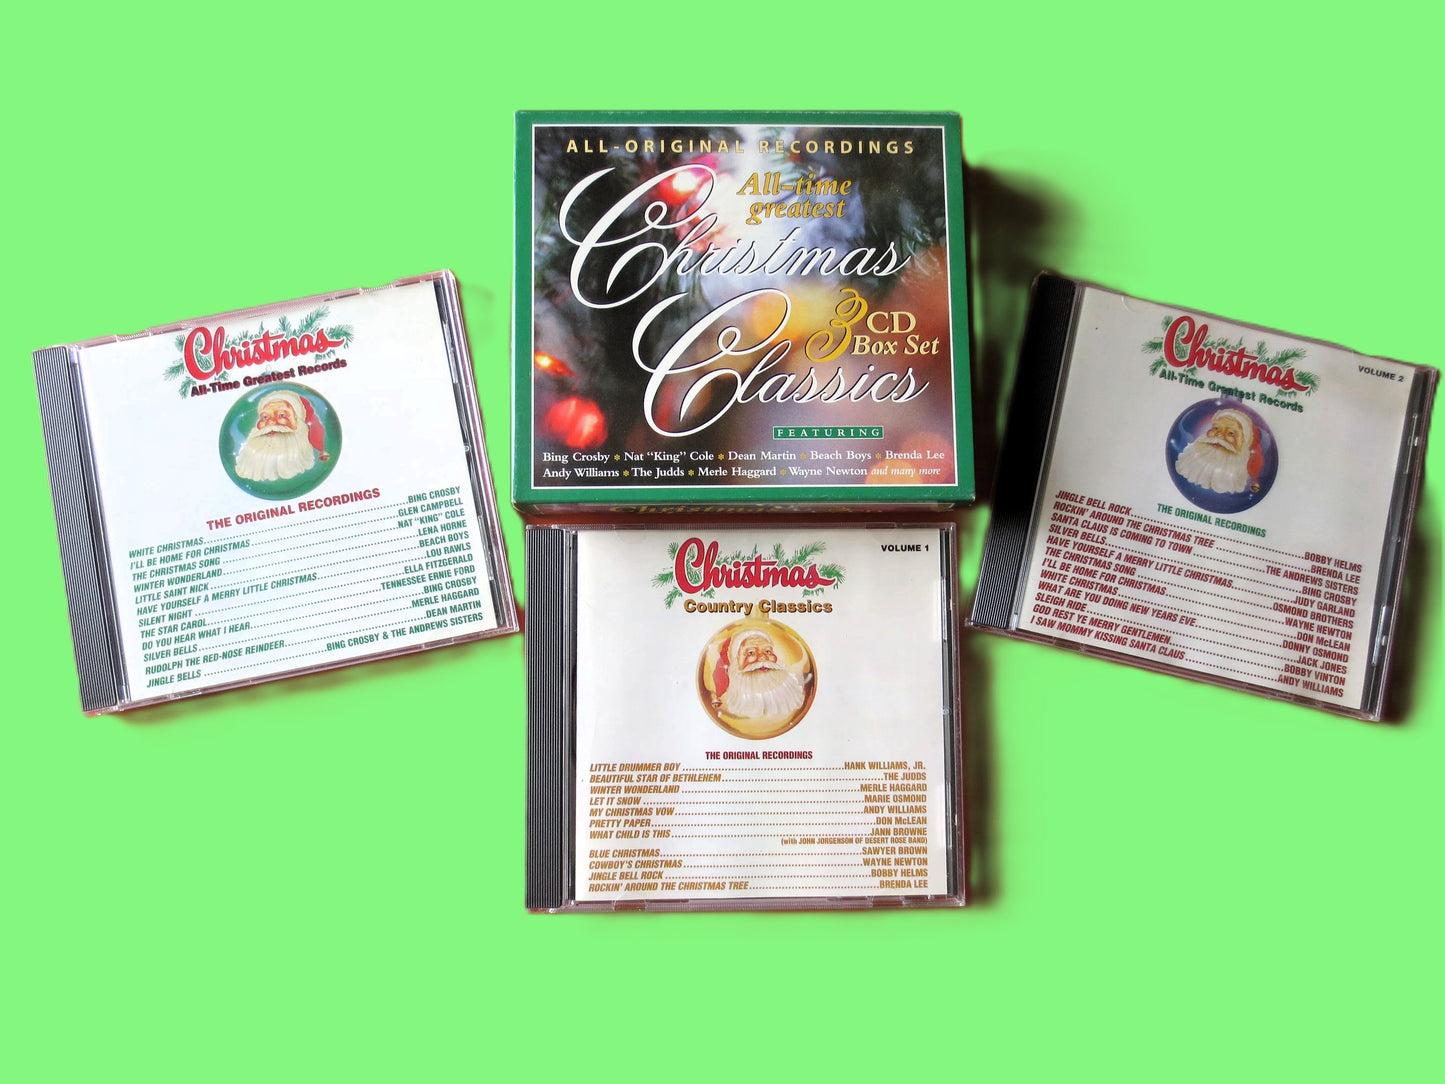 ALL-ORIGINAL RECORDINGS
All-time
greatest
Christmas
Classics
3 CD
Box Set
FEATURING
Bing Crosby * Nat "King" Cole * Dean Martin * Beach Boys * Brenda Lee
Andy Williams * The Judds * Merle Haggard * Wayne Newton and many more
Christmas
All-Time Greatest Records
THE ORIGINAL RECORDINGS
WHITE CHRISTMAS BING CROSBY
I'LL BE HOME FOR CHRISTMAS GLEN CAMPBELL
THE CHRISTMAS SONG NAT "KING" COLE
WINTER WONDERLAND LENA HORNE
LITTLE SAINT NICK BEACH BOYS
HAVE YOURSELF A MERRY LITTLE CHRISTMAS LOU RAWLS
SILENT NIGHT ELLA FITZGERALD
THE STAR CAROL TENNESSEE ERNIE FORD
DO YOU HEAR WHAT I HEAR BING CROSBY
SILVER BELLS MERLE HAGGARD
RUDOLPH THE RED-NOSE REINDEER DEAN MARTIN
JINGLE BELLS BING CROSBY & THE ANDREWS SISTERS
Christmas
VOLUME 1
Country Classics
THE ORIGINAL RECORDINGS
LITTLE DRUMMER BOY HANK WILLIAMS, JR.
BEAUTIFUL STAR OF BETHLEHEM THE JUDDS
WINTER WONDERLAND MERLE HAGGARD
LET IT SNOW MARIE OSMOND
MY CHRISTMAS VOW ANDY WILLIAMS
PRETTY PAPER DON McLEAN
WHAT CHILD IS THIS JANN BROWNE
(with JOHN JORGENSON OF DESERT ROSE BAND)
BLUE CHRISTMAS SAWYER BROWN
COWBOY'S CHRISTMAS WAYNE NEWTON
JINGLE BELL ROCK BOBBY HELMS
ROCKIN' AROUND THE CHRISTMAS TREE BRENDA LEE
Christmas
VOLUME 2
All-Time Greatest Records
THE ORIGINAL RECORDINGS
JINGLE BELL ROCK BOBBY HELMS
ROCKIN' AROUND THE CHRISTMAS TREE BRENDA LEE
SANTA CLAUS IS COMING TO TOWN THE ANDREWS SISTERS
SILVER BELLS BING CROSBY
HAVE YOURSELF A MERRY LITTLE CHRISTMAS JUDY GARLAND
THE CHRISTMAS SONG OSMOND BROTHERS
I'LL BE HOME FOR CHRISTMAS WAYNE NEWTON
WHITE CHRISTMAS DON McLEAN
WHAT ARE YOU DOING NEW YEARS EVE DONNY OSMOND
SLEIGH RIDE JACK JONES
GOD REST YE MERRY GENTLEMEN BOBBY VINTON
I SAW MOMMY KISSING SANTA CLAUS ANDY WILLIAMS